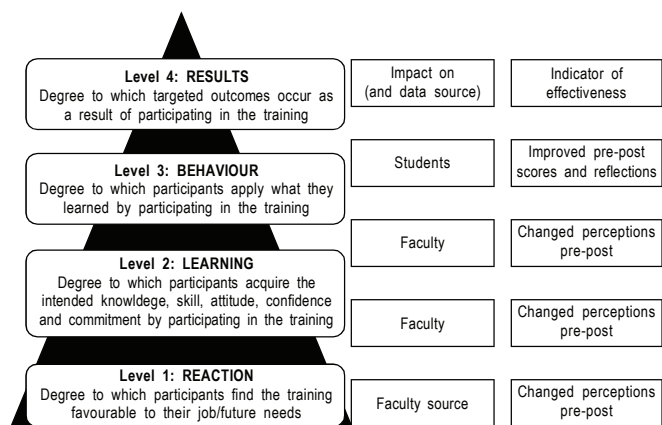 Level 4: RESULTS
Degree to which targeted outcomes occur as
a result of participating in the training
Impact on
(and data source)
Indicator of
effectiveness
Level 3: BEHAVIOUR
Degree to which participants apply what they
learned by participating in the training
Students
Improved pre-post
scores and reflections
Faculty
Changed perceptions
pre-post
Level 2: LEARNING
Degree to which participants acquire the
intended knowldege, skill, attitude, confidence
and commitment by participating in the training
Faculty
Changed perceptions
pre-post
Level 1: REACTION
Degree to which participants find the training
favourable to their job/future needs
Faculty source
Changed perceptions
pre-post